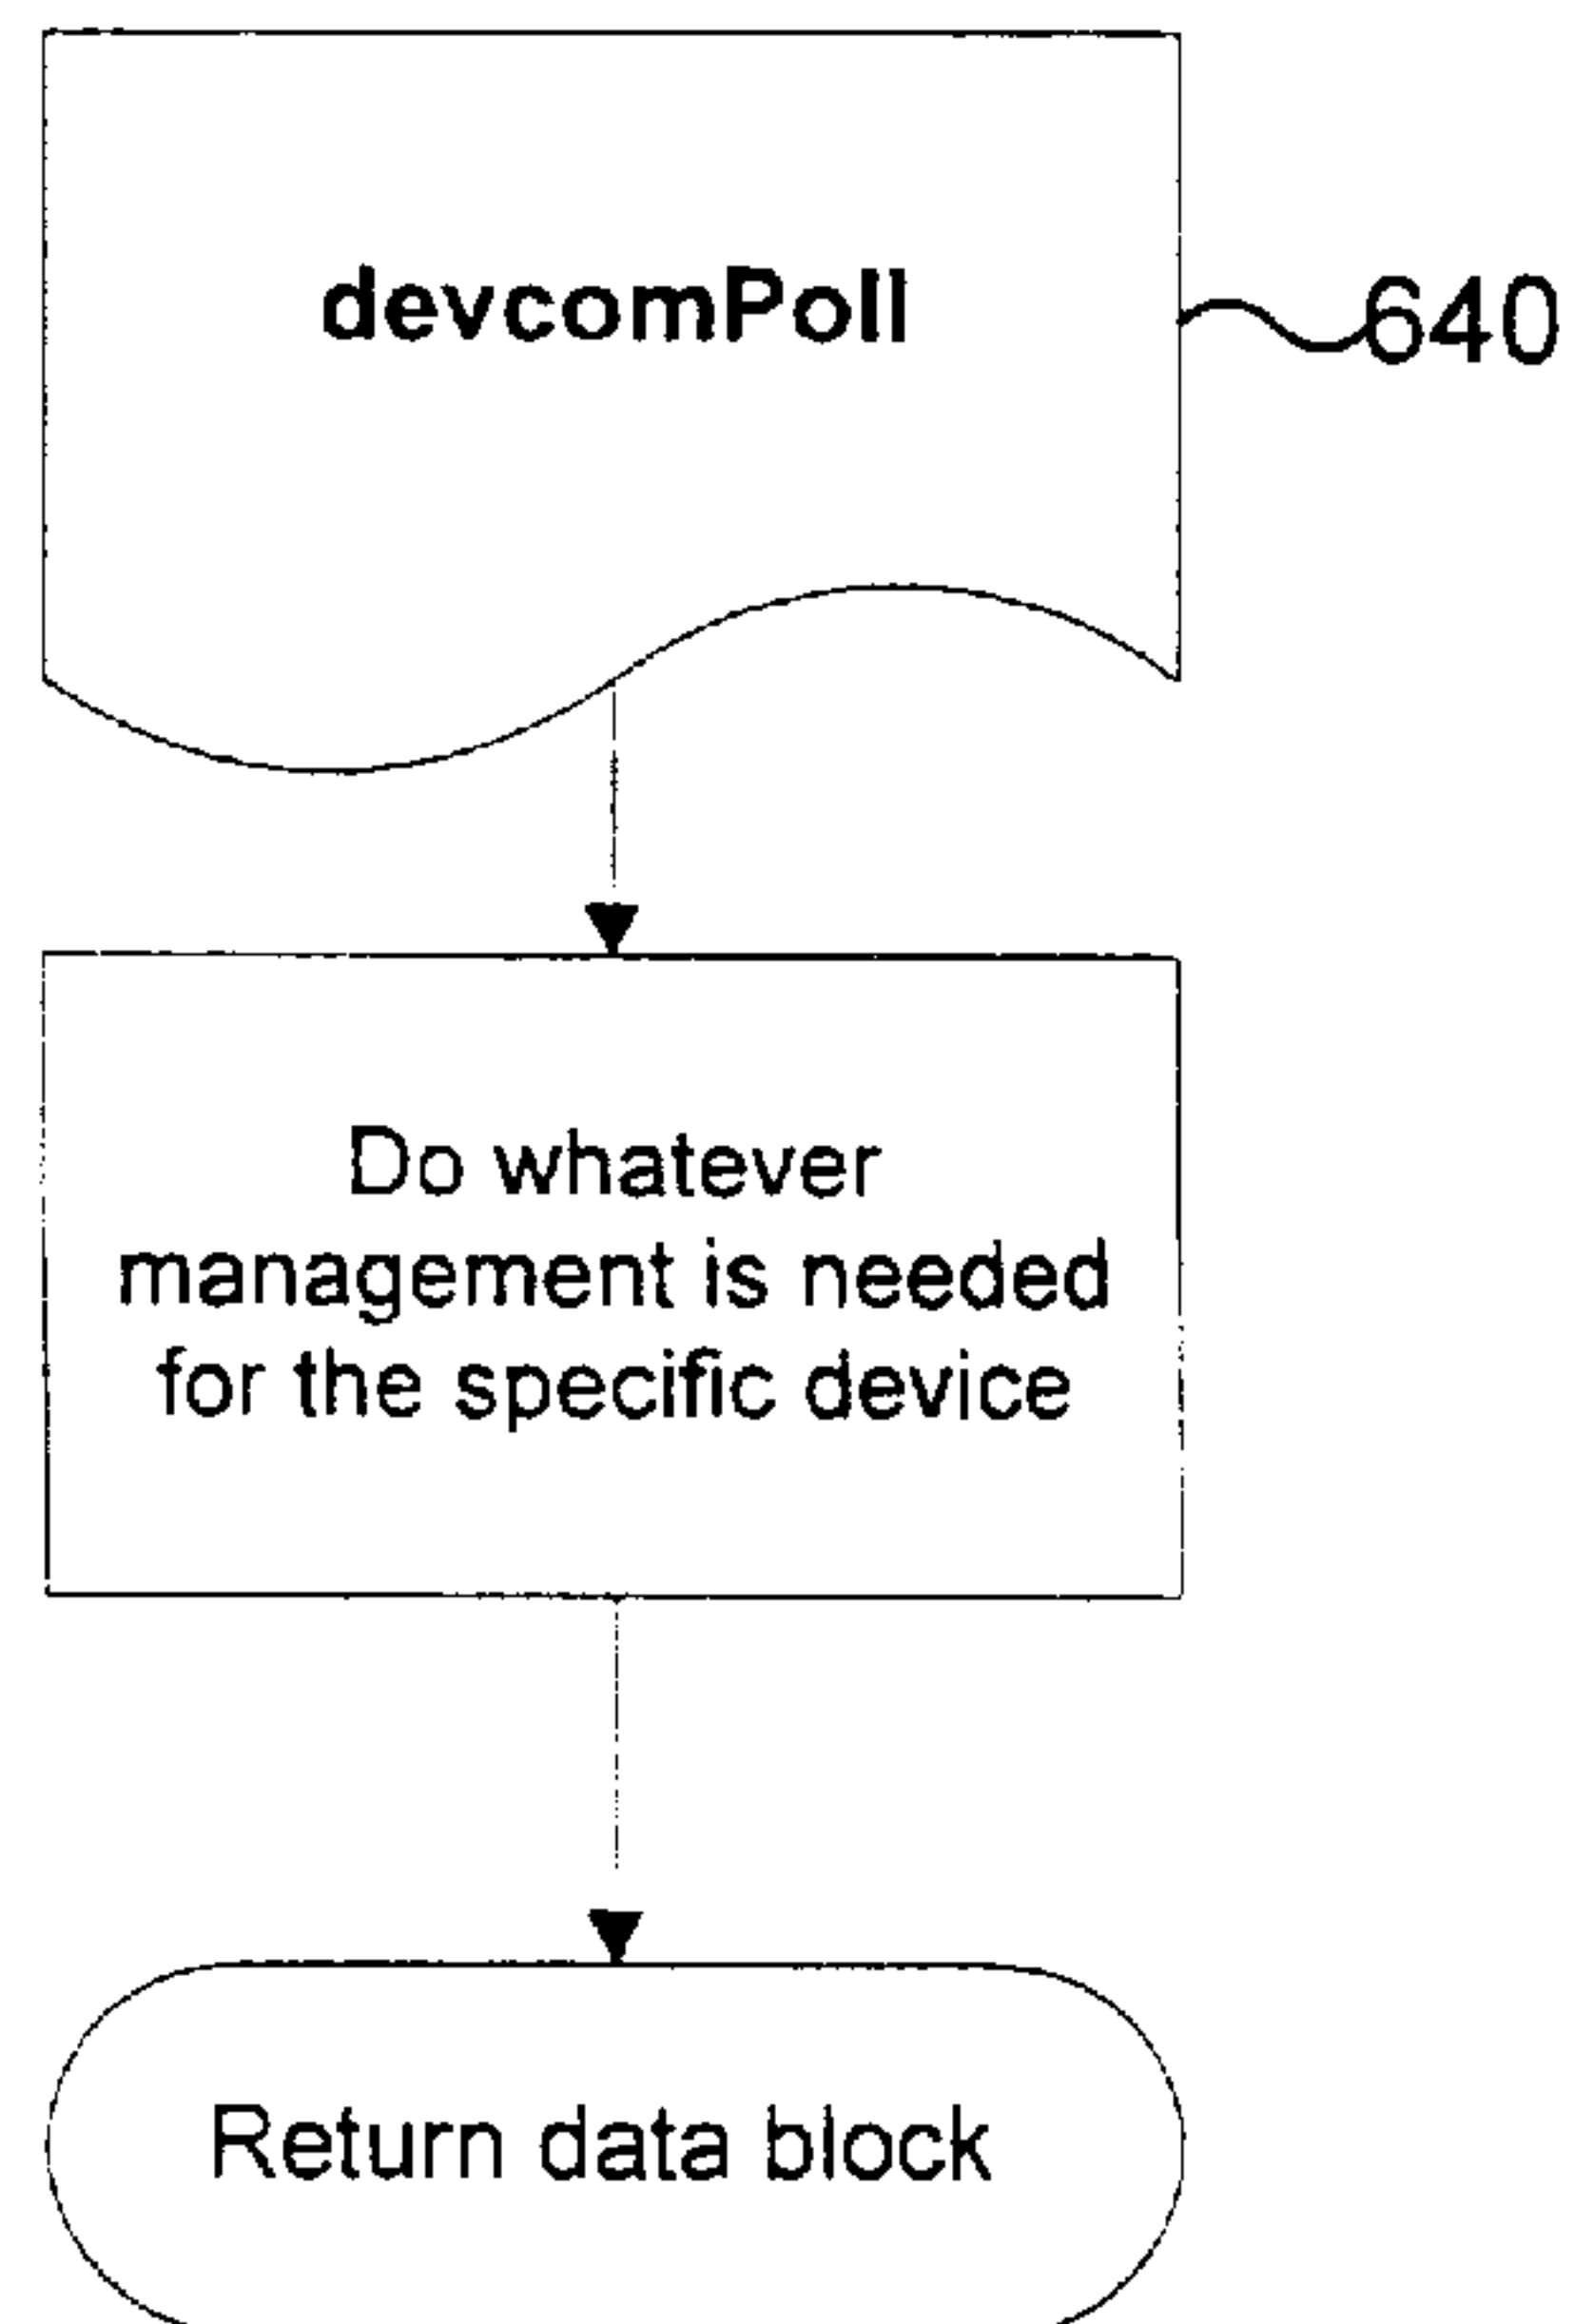 devcomPoll
640
Do whatever
management is needed
for the specific device
Return data block